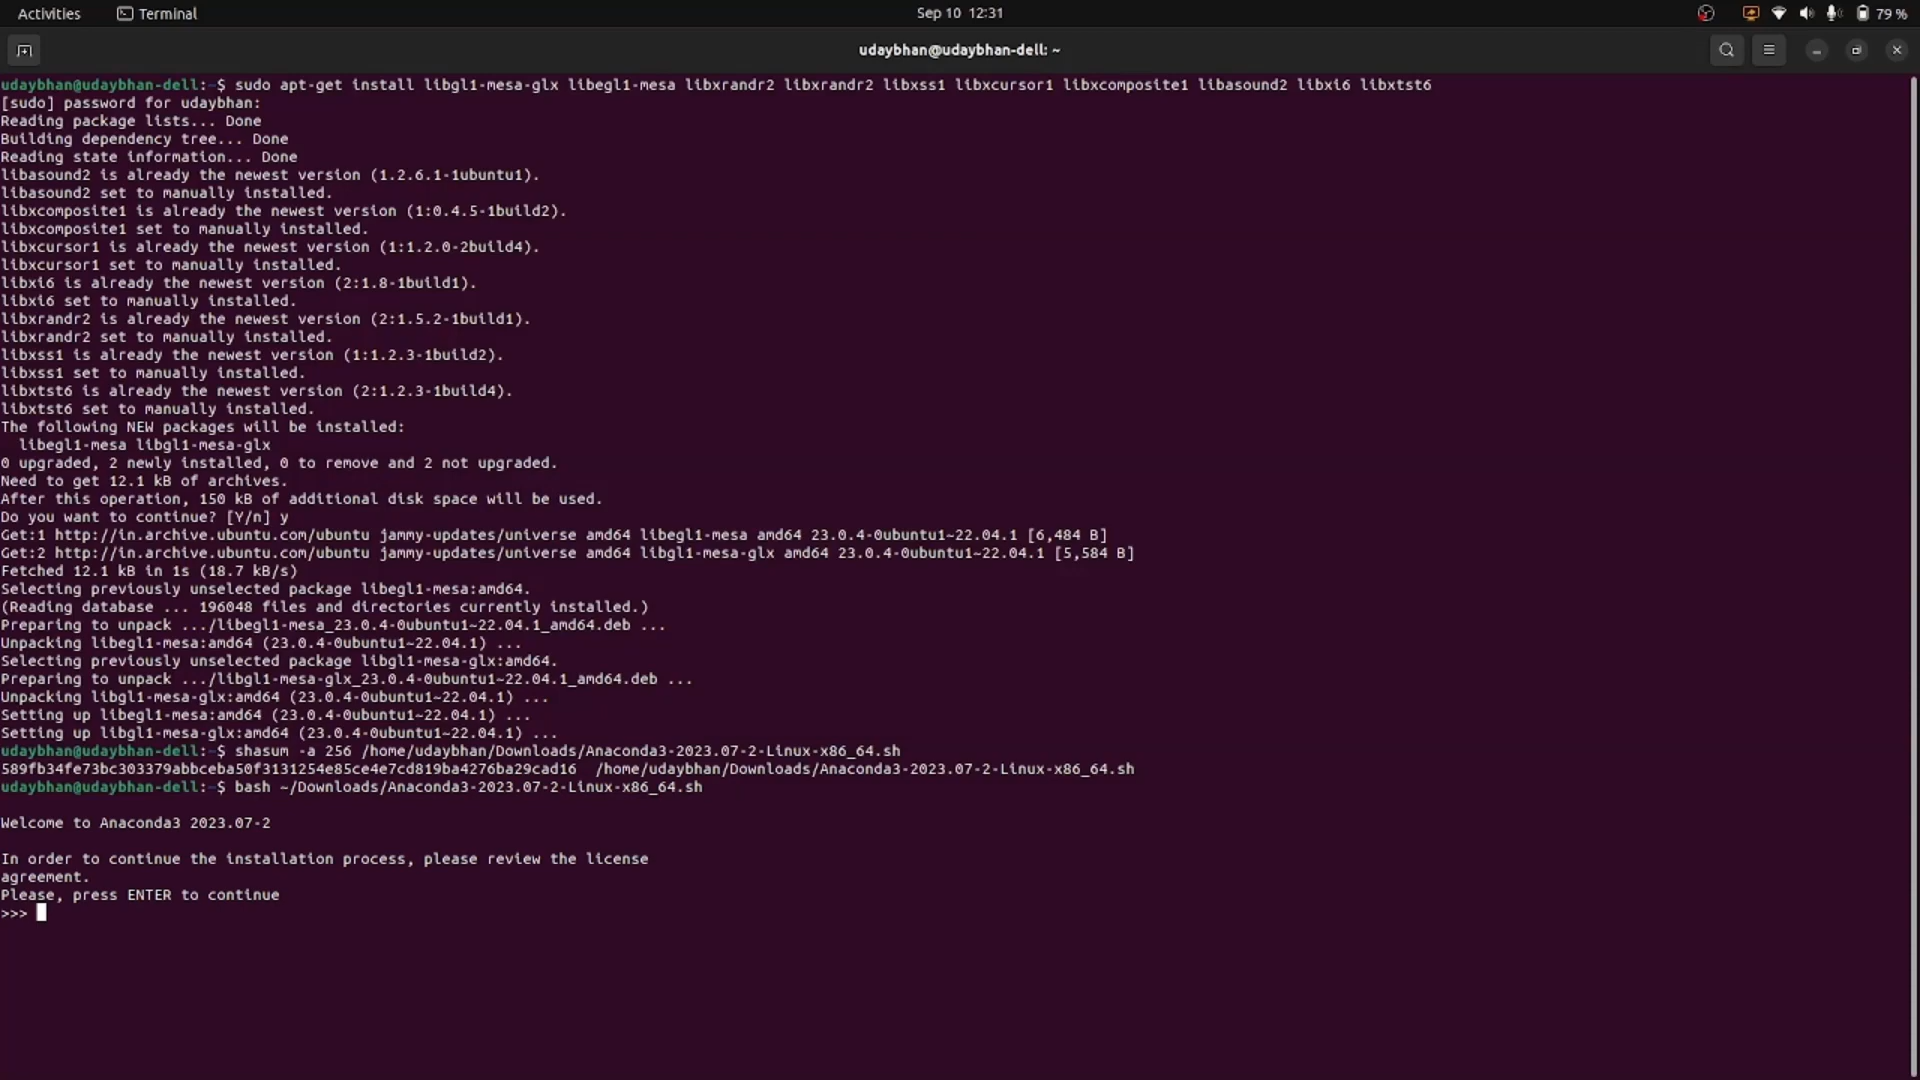 Activities Terminal Sep 10 12:31 79 %
udaybhan@udaybhan-dell: ~
udaybhan@udaybhan-dell:~$ sudo apt-get install libgl1-mesa-glx libegl1-mesa libxrandr2 libxrandr2 libxss1 libxcursor1 libxcomposite1 libasound2 libxi6 libxtst6
[sudo] password for udaybhan:
Reading package lists... Done
Building dependency tree... Done
Reading state information... Done
libasound2 is already the newest version (1.2.6.1-1ubuntu1).
libasound2 set to manually installed.
libxcomposite1 is already the newest version (1:0.4.5-1build2).
libxcomposite1 set to manually installed.
libxcursor1 is already the newest version (1:1.2.0-2build4).
libxcursor1 set to manually installed.
libxi6 is already the newest version (2:1.8-1build1).
libxi6 set to manually installed.
libxrandr2 is already the newest version (2:1.5.2-1build1).
libxrandr2 set to manually installed.
libxss1 is already the newest version (1:1.2.3-1build2).
libxss1 set to manually installed.
libxtst6 is already the newest version (2:1.2.3-1build4).
libxtst6 set to manually installed.
The following NEW packages will be installed:
  libegl1-mesa libgl1-mesa-glx
0 upgraded, 2 newly installed, 0 to remove and 2 not upgraded.
Need to get 12.1 kB of archives.
After this operation, 150 kB of additional disk space will be used.
Do you want to continue? [Y/n] y
Get:1 http://in.archive.ubuntu.com/ubuntu jammy-updates/universe amd64 libegl1-mesa amd64 23.0.4-0ubuntu1~22.04.1 [6,484 B]
Get:2 http://in.archive.ubuntu.com/ubuntu jammy-updates/universe amd64 libgl1-mesa-glx amd64 23.0.4-0ubuntu1~22.04.1 [5,584 B]
Fetched 12.1 kB in 1s (18.7 kB/s)
Selecting previously unselected package libegl1-mesa:amd64.
(Reading database ... 196048 files and directories currently installed.)
Preparing to unpack .../libegl1-mesa_23.0.4-0ubuntu1~22.04.1_amd64.deb ...
Unpacking libegl1-mesa:amd64 (23.0.4-0ubuntu1~22.04.1) ...
Selecting previously unselected package libgl1-mesa-glx:amd64.
Preparing to unpack .../libgl1-mesa-glx_23.0.4-0ubuntu1~22.04.1_amd64.deb ...
Unpacking libgl1-mesa-glx:amd64 (23.0.4-0ubuntu1~22.04.1) ...
Setting up libegl1-mesa:amd64 (23.0.4-0ubuntu1~22.04.1) ...
Setting up libgl1-mesa-glx:amd64 (23.0.4-0ubuntu1~22.04.1) ...
udaybhan@udaybhan-dell:~$ shasum -a 256 /home/udaybhan/Downloads/Anaconda3-2023.07-2-Linux-x86_64.sh
589fb34fe73bc303379abbceba50f3131254e85ce4e7cd819ba4276ba29cad16  /home/udaybhan/Downloads/Anaconda3-2023.07-2-Linux-x86_64.sh
udaybhan@udaybhan-dell:~$ bash ~/Downloads/Anaconda3-2023.07-2-Linux-x86_64.sh
Welcome to Anaconda3 2023.07-2
In order to continue the installation process, please review the license
agreement.
Please, press ENTER to continue
>>>